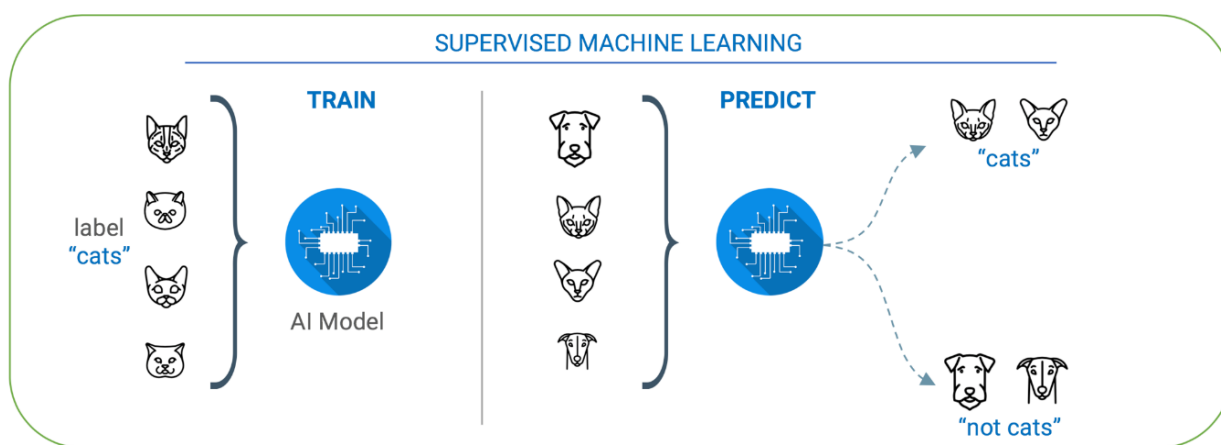 SUPERVISED MACHINE LEARNING
TRAIN
label
“cats”
AI Model
PREDICT
“cats”
“not cats”